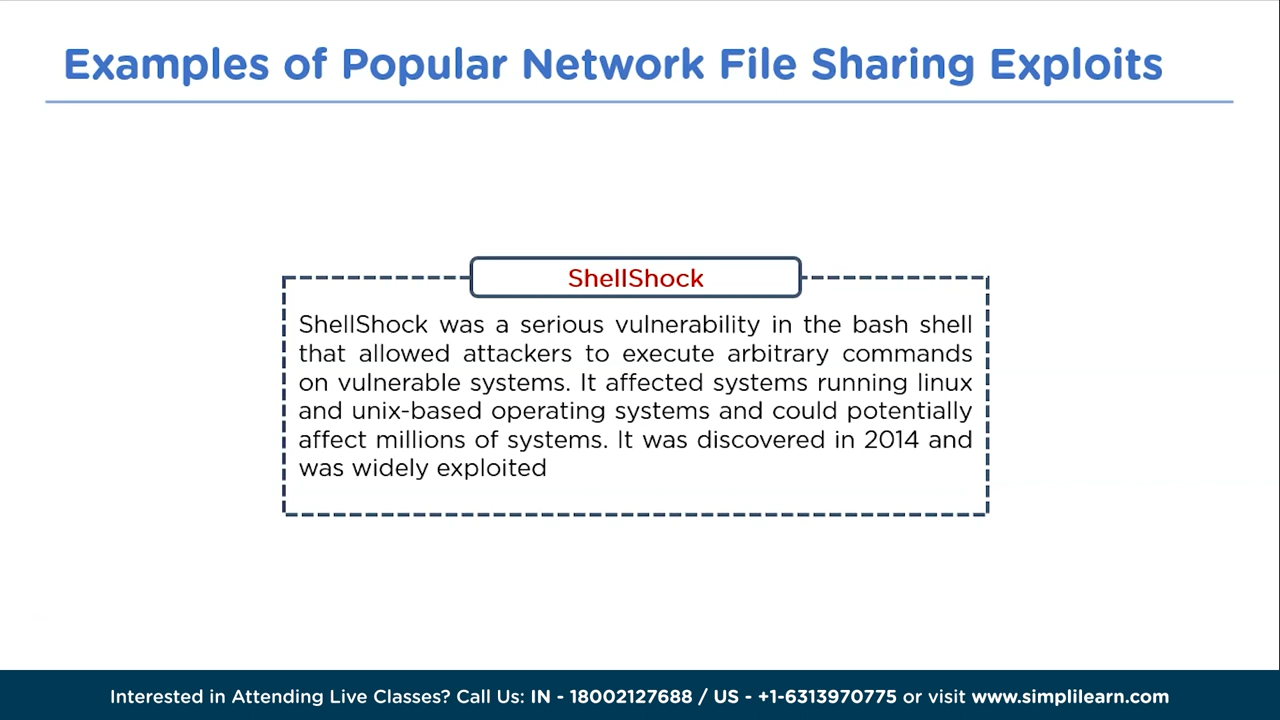 Examples of Popular Network File Sharing Exploits
ShellShock
ShellShock was a serious vulnerability in the bash shell
that allowed attackers to execute arbitrary commands
on vulnerable systems. It affected systems running linux
and unix-based operating systems and could potentially
affect millions of systems. It was discovered in 2014 and
was widely exploited
Interested in Attending Live Classes? Call Us: IN - 18002127688 / US - +1-6313970775 or visit www.simplilearn.com